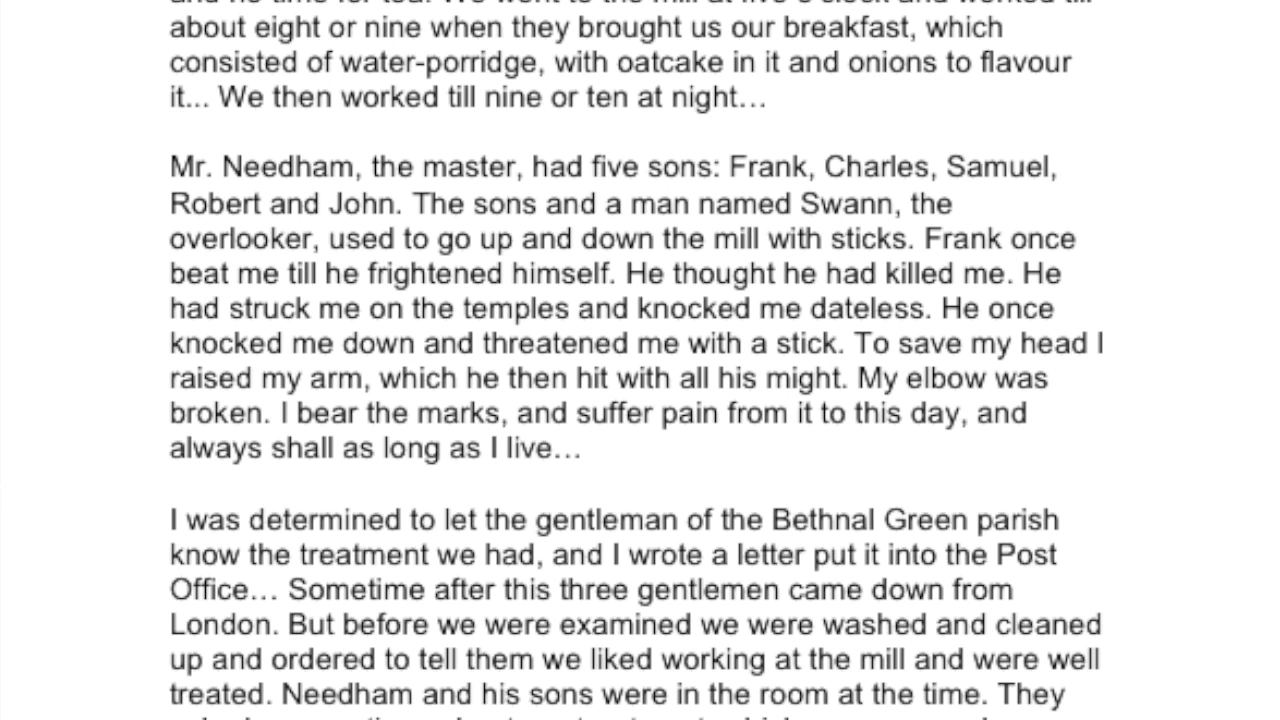 about eight or nine when they brought us our breakfast, which
consisted of water-porridge, with oatcake in it and onions to flavour
it... We then worked till nine or ten at night…
Mr. Needham, the master, had five sons: Frank, Charles, Samuel,
Robert and John. The sons and a man named Swann, the
overlooker, used to go up and down the mill with sticks. Frank once
beat me till he frightened himself. He thought he had killed me. He
had struck me on the temples and knocked me dateless. He once
knocked me down and threatened me with a stick. To save my head I
raised my arm, which he then hit with all his might. My elbow was
broken. I bear the marks, and suffer pain from it to this day, and
always shall as long as I live…
I was determined to let the gentleman of the Bethnal Green parish
know the treatment we had, and I wrote a letter put it into the Post
Office… Sometime after this three gentlemen came down from
London. But before we were examined we were washed and cleaned
up and ordered to tell them we liked working at the mill and were well
treated. Needham and his sons were in the room at the time. They